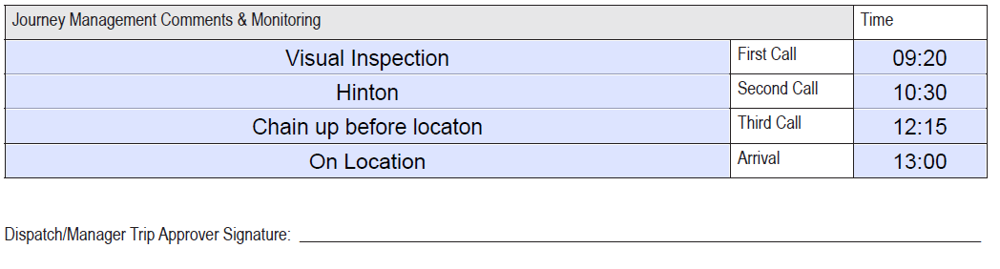 Journey Management Comments & Monitoring Time
Visual Inspection First Call 09:20
Hinton Second Call 10:30
Chain up before locaton Third Call 12:15
On Location Arrival 13:00
Dispatch/Manager Trip Approver Signature: